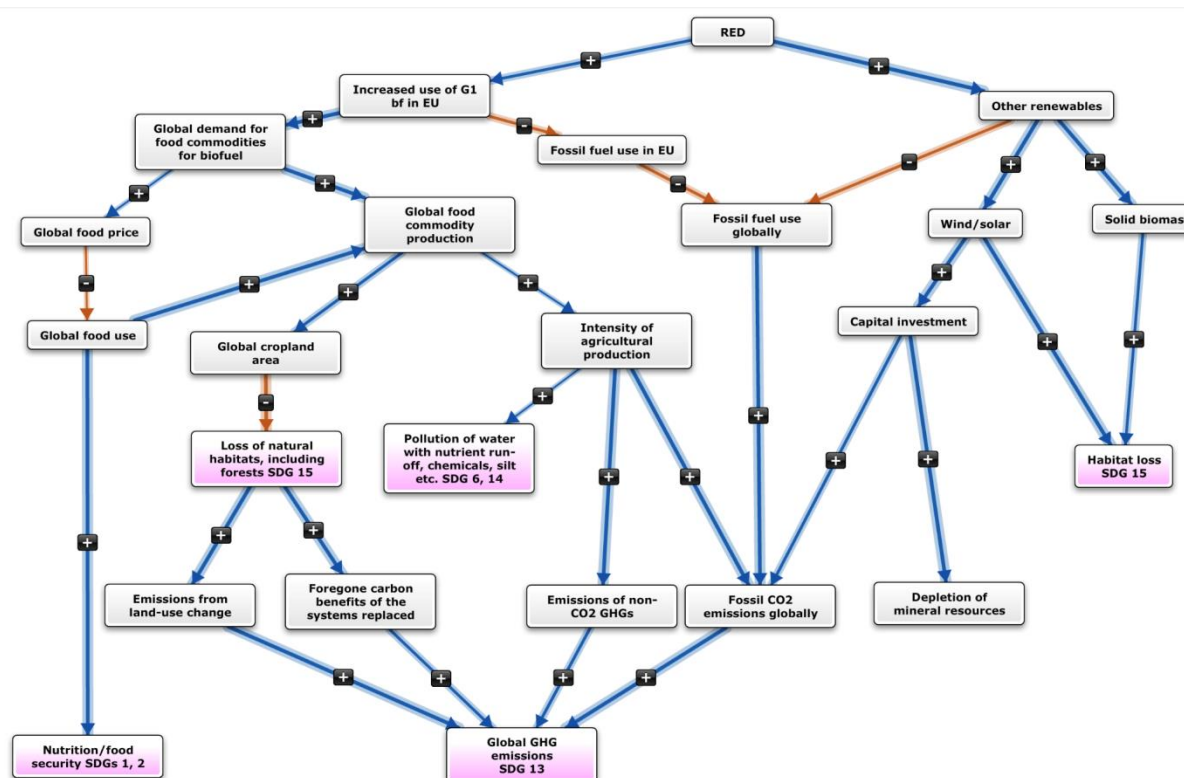 RED
+
+
Increased use of G1
bf in EU
Other renewables
+
-
Global demand for
food commodities
for biofuel
Fossil fuel use in EU
-
+
+
+
+
-
Global food price
Global food
commodity
production
Fossil fuel use
globally
Wind/solar
Solid biomass
-
+
+
+
+
Global food use
Global cropland
area
Intensity of
agricultural
production
Capital investment
+
+
-
+
+
Loss of natural
habitats, including
forests SDG 15
Pollution of water
with nutrient run-
off, chemicals, silt
etc. SDG 6, 14
Habitat loss
SDG 15
+
+
+
+
+
+
+
Emissions from
land-use change
Foregone carbon
benefits of the
systems replaced
Emissions of non-
CO2 GHGs
Fossil CO2
emissions globally
Depletion of
mineral resources
+
+
+
+
+
Nutrition/food
security SDGs 1, 2
Global GHG
emissions
SDG 13